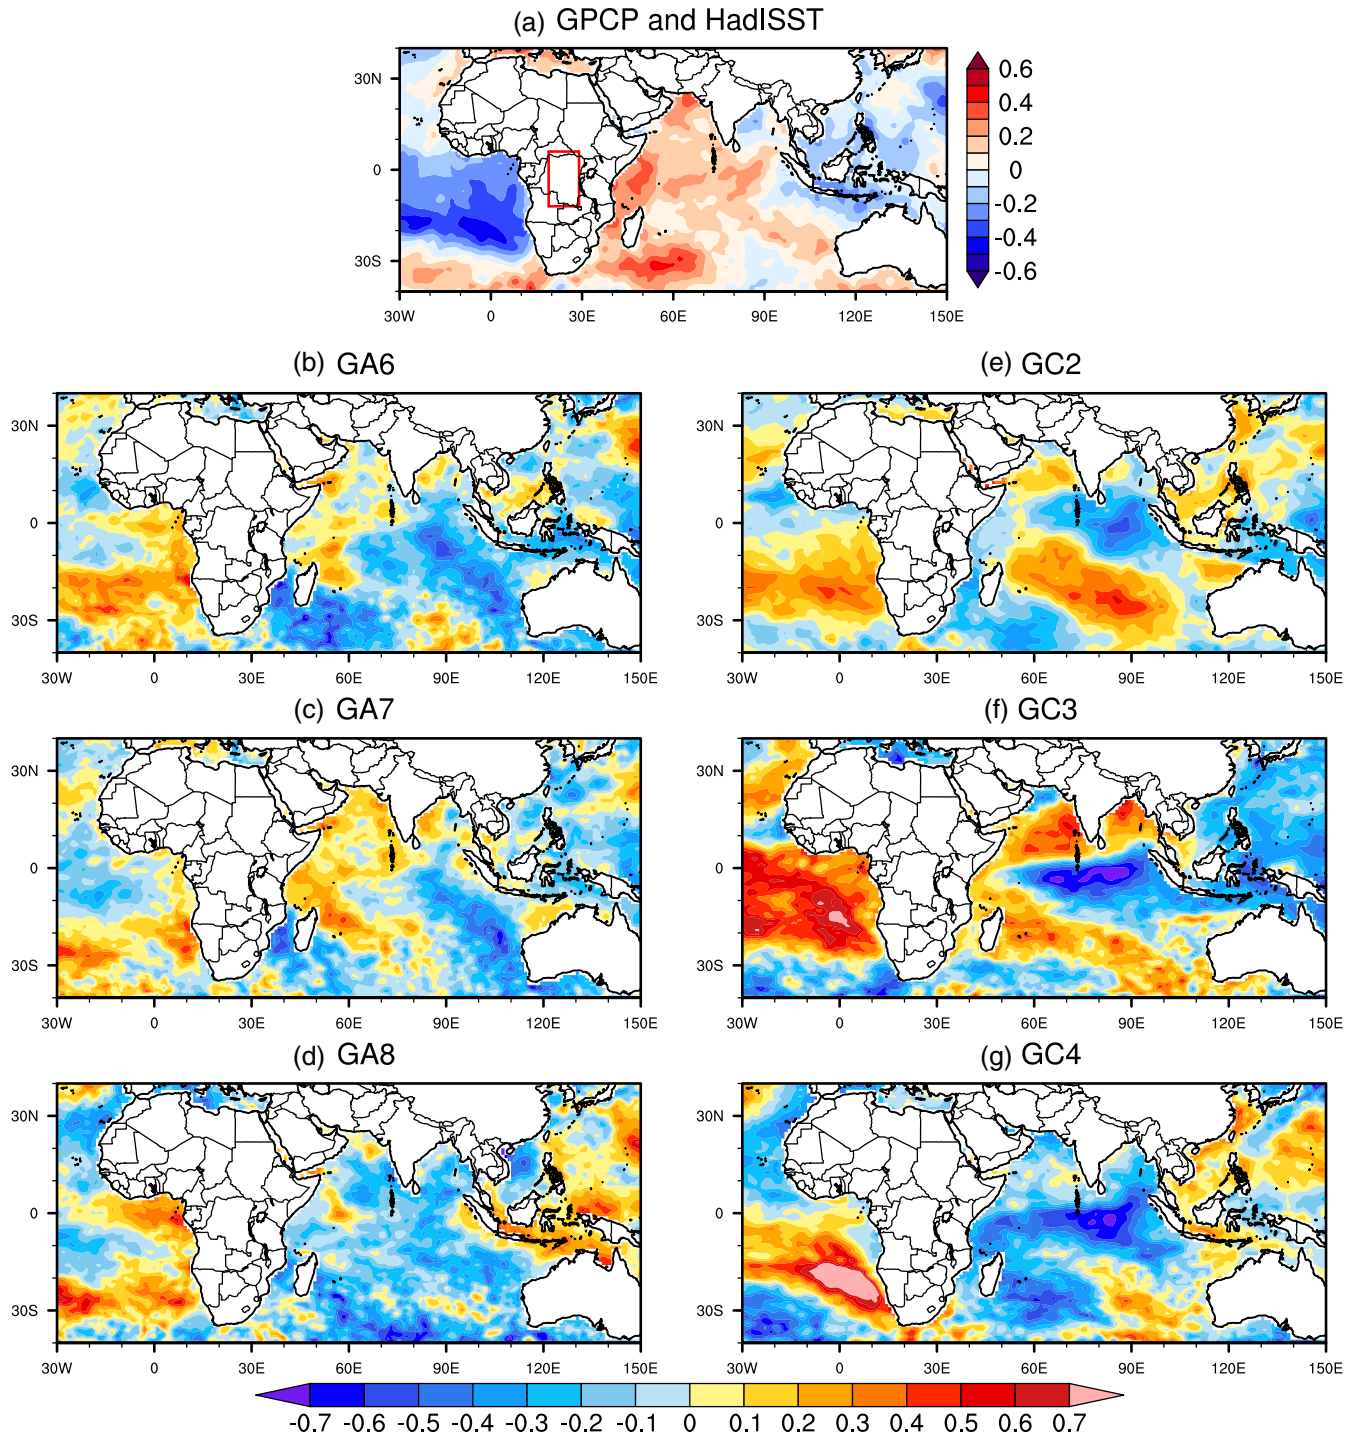 (a) GPCP and HadISST
30N
0
30S
30W 0 30E 60E 90E 120E 150E
0.6
0.4
0.2
0
-0.2
-0.4
-0.6
(b) GA6
30N
0
30S
30W 0 30E 60E 90E 120E 150E
(e) GC2
30N
0
30S
30W 0 30E 60E 90E 120E 150E
(c) GA7
30N
0
30S
30W 0 30E 60E 90E 120E 150E
(f) GC3
30N
0
30S
30W 0 30E 60E 90E 120E 150E
(d) GA8
30N
0
30S
30W 0 30E 60E 90E 120E 150E
(g) GC4
30N
0
30S
30W 0 30E 60E 90E 120E 150E
-0.7 -0.6 -0.5 -0.4 -0.3 -0.2 -0.1 0 0.1 0.2 0.3 0.4 0.5 0.6 0.7